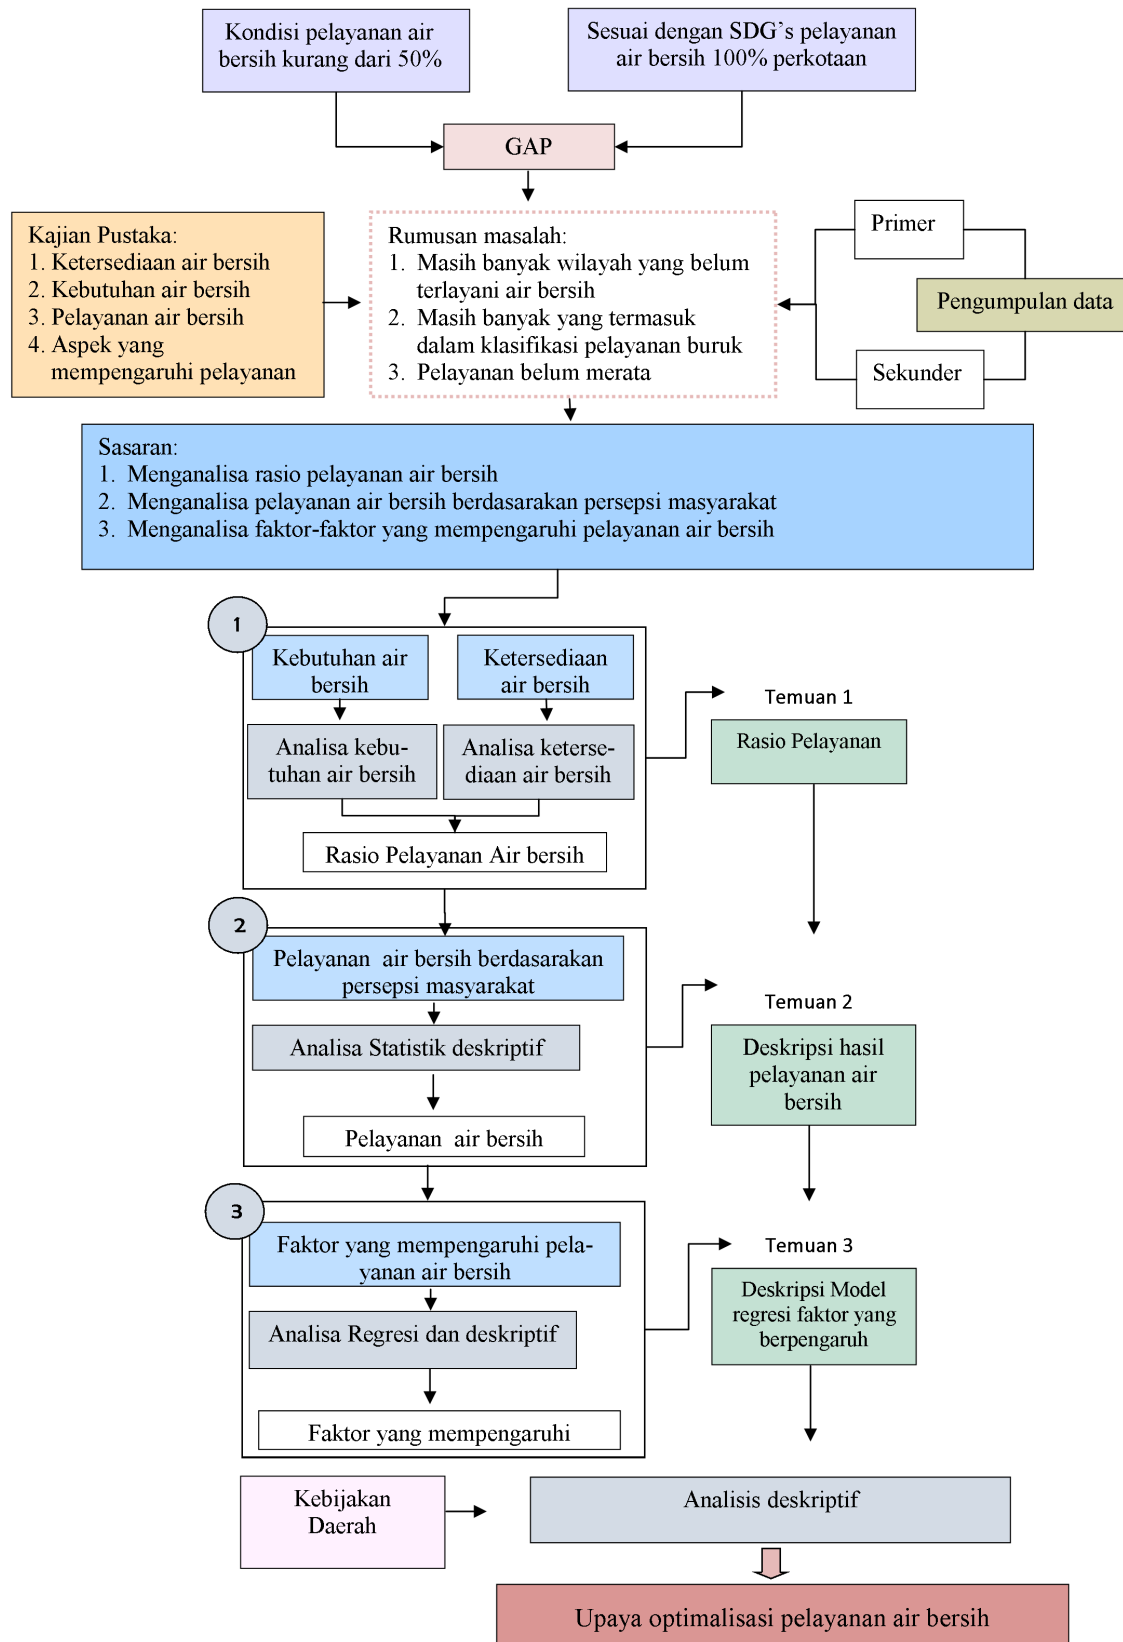 Kondisi pelayanan air
bersih kurang dari 50%
Sesuai dengan SDG's pelayanan
air bersih 100% perkotaan
GAP
Kajian Pustaka:
1. Ketersediaan air bersih
2. Kebutuhan air bersih
3. Pelayanan air bersih
4. Aspek yang
mempengaruhi pelayanan
Rumusan masalah:
1. Masih banyak wilayah yang belum
terlayani air bersih
2. Masih banyak yang termasuk
dalam klasifikasi pelayanan buruk
3. Pelayanan belum merata
Primer
Pengumpulan data
Sekunder
Sasaran:
1. Menganalisa rasio pelayanan air bersih
2. Menganalisa pelayanan air bersih berdasarakan persepsi masyarakat
3. Menganalisa faktor-faktor yang mempengaruhi pelayanan air bersih
1
Kebutuhan air
bersih
Ketersediaan
air bersih
Analisa kebu-
tuhan air bersih
Analisa keterse-
diaan air bersih
Rasio Pelayanan Air bersih
Temuan 1
Rasio Pelayanan
2
Pelayanan air bersih berdasarakan
persepsi masyarakat
Analisa Statistik deskriptif
Pelayanan air bersih
Temuan 2
Deskripsi hasil
pelayanan air
bersih
3
Faktor yang mempengaruhi pela-
yanan air bersih
Analisa Regresi dan deskriptif
Faktor yang mempengaruhi
Temuan 3
Deskripsi Model
regresi faktor yang
berpengaruh
Kebijakan
Daerah
Analisis deskriptif
Upaya optimalisasi pelayanan air bersih